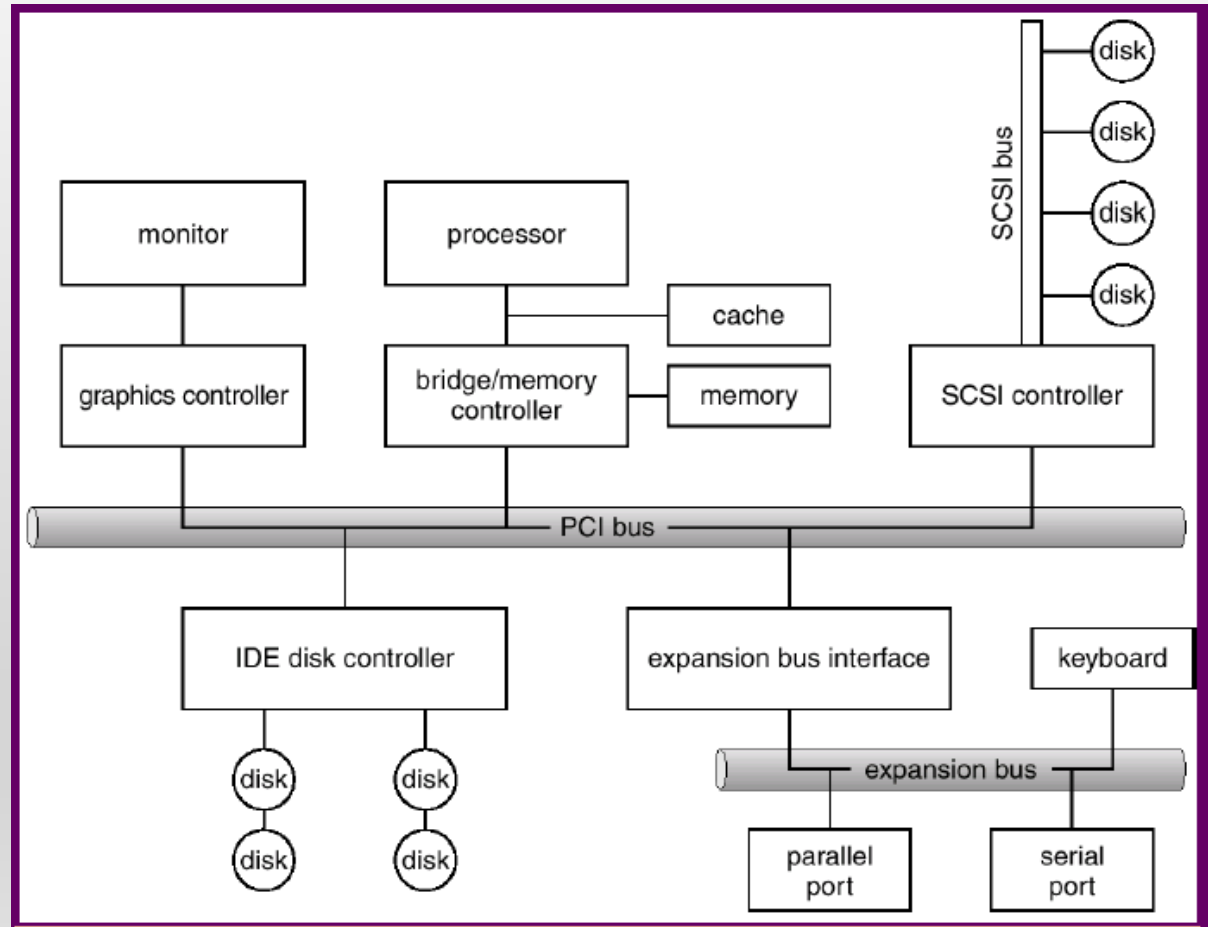 disk
disk
disk
disk
SCSI bus
monitor
processor
cache
graphics controller
bridge/memory
controller
memory
SCSI controller
PCI bus
IDE disk controller
expansion bus interface
keyboard
disk
disk
expansion bus
disk
disk
parallel
port
serial
port